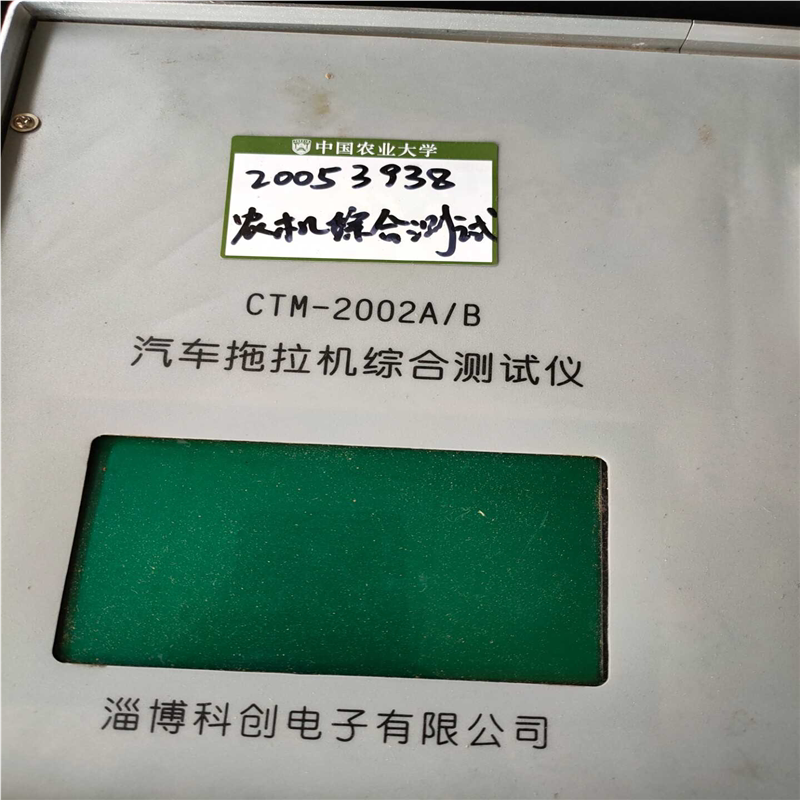 中国农业大学
20053938
农机综合测试
CTM-2002A/B
汽车拖拉机综合测试仪
淄博科创电子有限公司